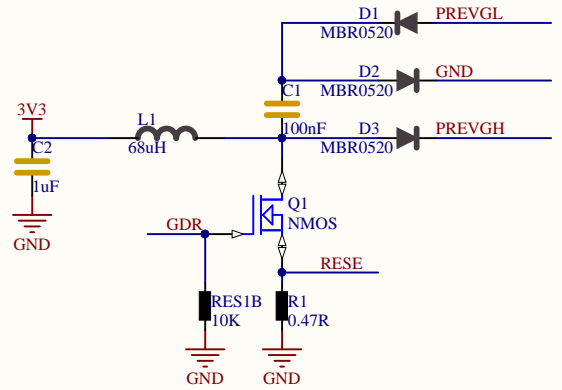 D1 PREVGL
MBR0520
D2 GND
MBR0520
C1
100nF
3V3
L1
68uH
D3 PREVGH
MBR0520
C2
1uF
GND
Q1
NMOS
GDR
RESE
RES1B
10K
R1
0.47R
GND
GND